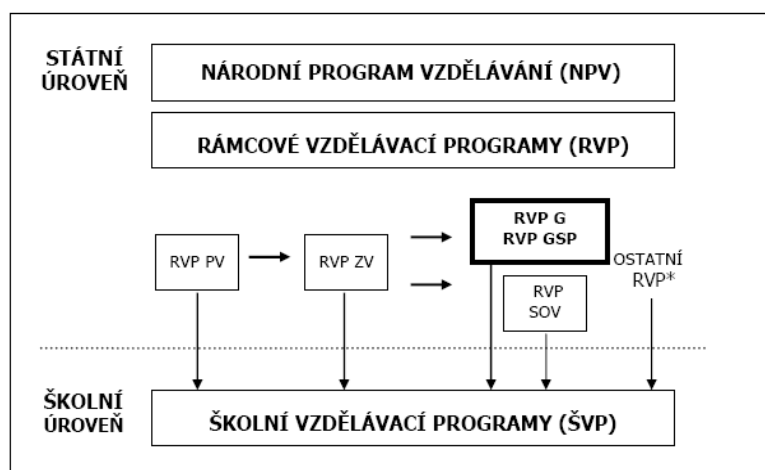 STÁTNÍ
ÚROVEŇ
NÁRODNÍ PROGRAM VZDĚLÁVÁNÍ (NPV)
RÁMCOVÉ VZDĚLÁVACÍ PROGRAMY (RVP)
RVP PV
RVP ZV
RVP G
RVP GSP
RVP
SOV
OSTATNÍ
RVP*
ŠKOLNÍ
ÚROVEŇ
ŠKOLNÍ VZDĚLÁVACÍ PROGRAMY (ŠVP)